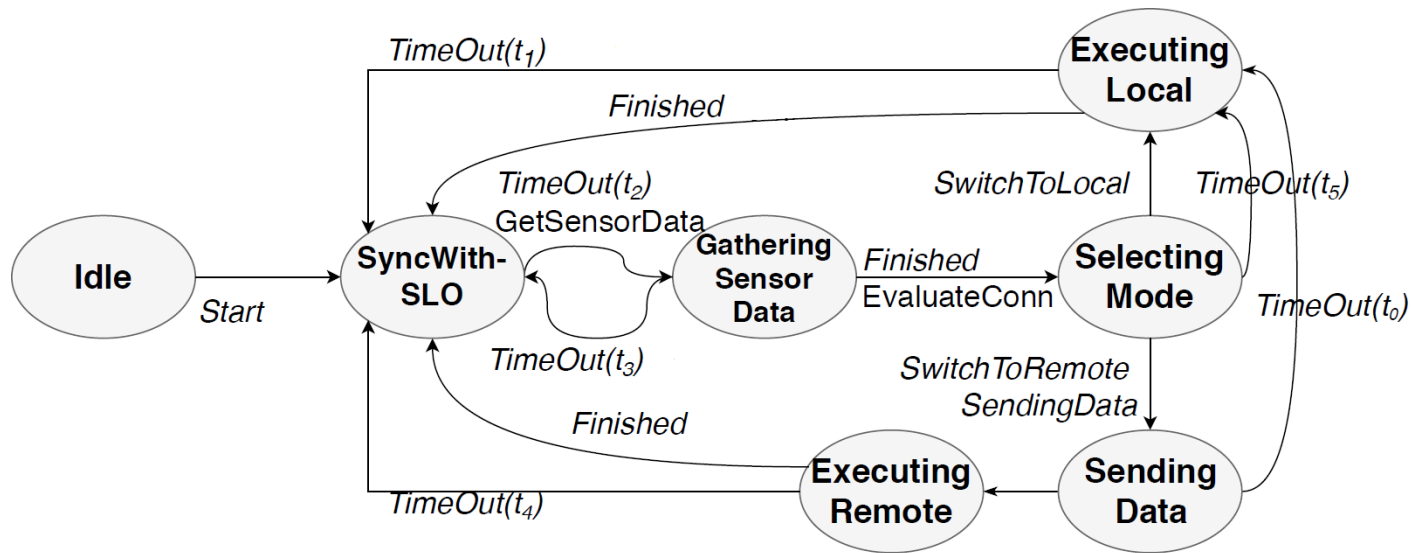 TimeOut(t₁)
Executing
Local
Finished
TimeOut(t₂)
GetSensorData
SwitchToLocal
TimeOut(t₅)
Idle
Start
SyncWith-
SLO
Gathering
Sensor
Data
Finished
EvaluateConn
Selecting
Mode
TimeOut(t₀)
TimeOut(t₃)
SwitchToRemote
SendingData
Finished
Executing
Remote
Sending
Data
TimeOut(t₄)